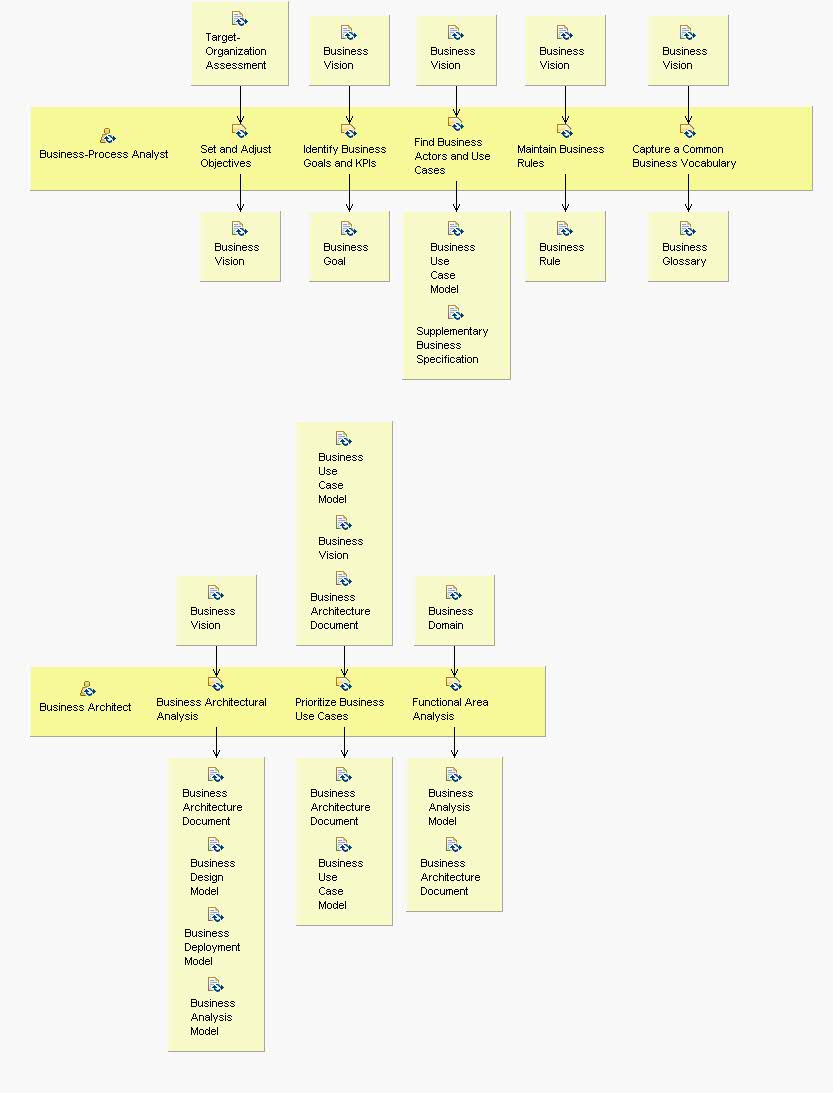 Target-
Organization
Assessment
Business
Vision
Business
Vision
Business
Vision
Business
Vision
Business-Process Analyst
Set and Adjust
Objectives
Identify Business
Goals and KPIs
Find Business
Actors and Use
Cases
Maintain Business
Rules
Capture a Common
Business Vocabulary
Business
Vision
Business
Goal
Business
Use
Case
Model
Supplementary
Business
Specification
Business
Rule
Business
Glossary
Business
Vision
Business
Use
Case
Model
Business
Vision
Business
Architecture
Document
Business
Domain
Business Architect
Business Architectural
Analysis
Prioritize Business
Use Cases
Functional Area
Analysis
Business
Architecture
Document
Business
Design
Model
Business
Deployment
Model
Business
Analysis
Model
Business
Architecture
Document
Business
Use
Case
Model
Business
Analysis
Model
Business
Architecture
Document